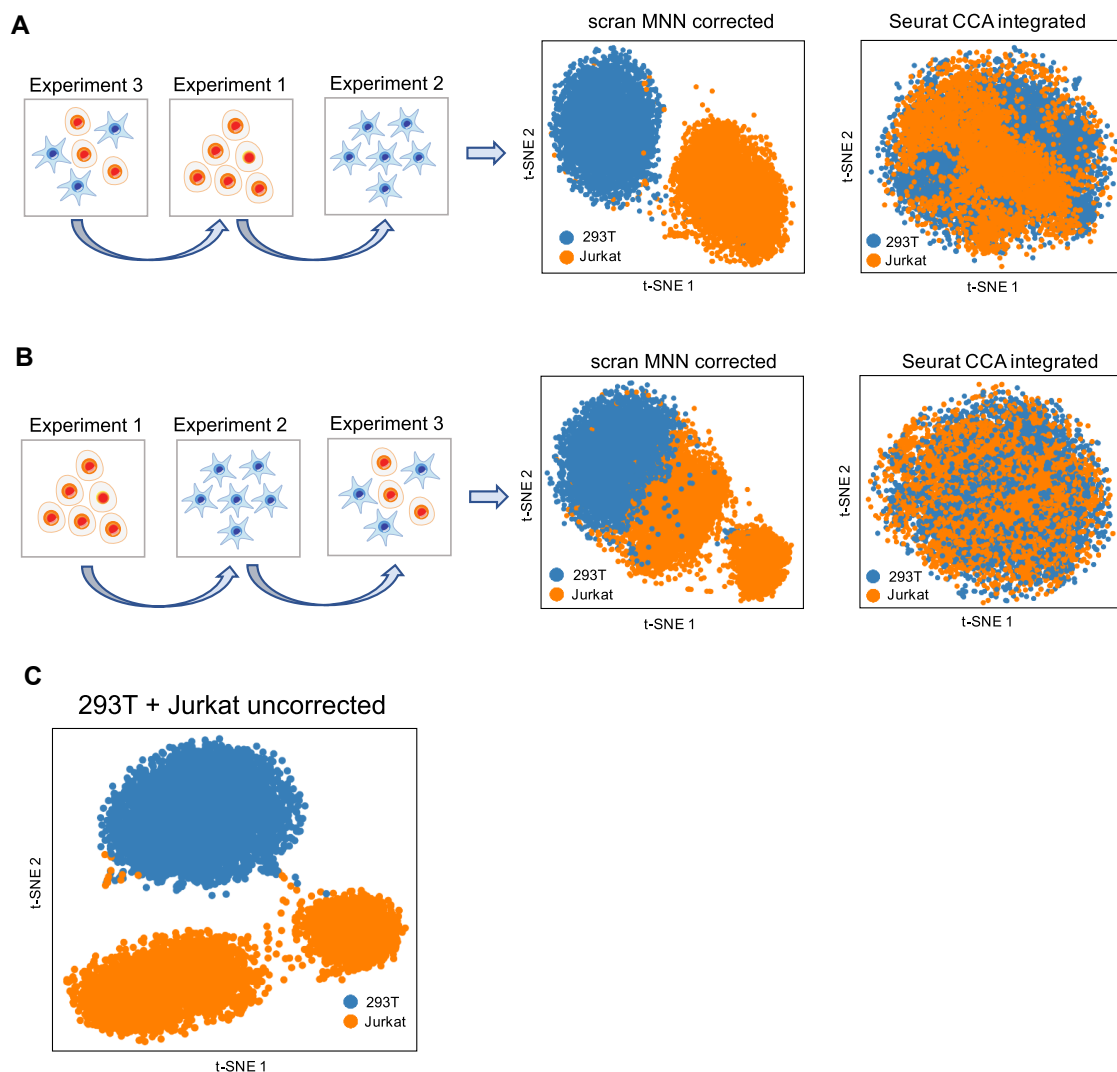 A
Experiment 3
Experiment 1
Experiment 2
scran MNN corrected
t-SNE 2
293T
Jurkat
t-SNE 1
Seurat CCA integrated
t-SNE 2
293T
Jurkat
t-SNE 1
B
Experiment 1
Experiment 2
Experiment 3
scran MNN corrected
t-SNE 2
293T
Jurkat
t-SNE 1
Seurat CCA integrated
t-SNE 2
293T
Jurkat
t-SNE 1
C
293T + Jurkat uncorrected
t-SNE 2
293T
Jurkat
t-SNE 1